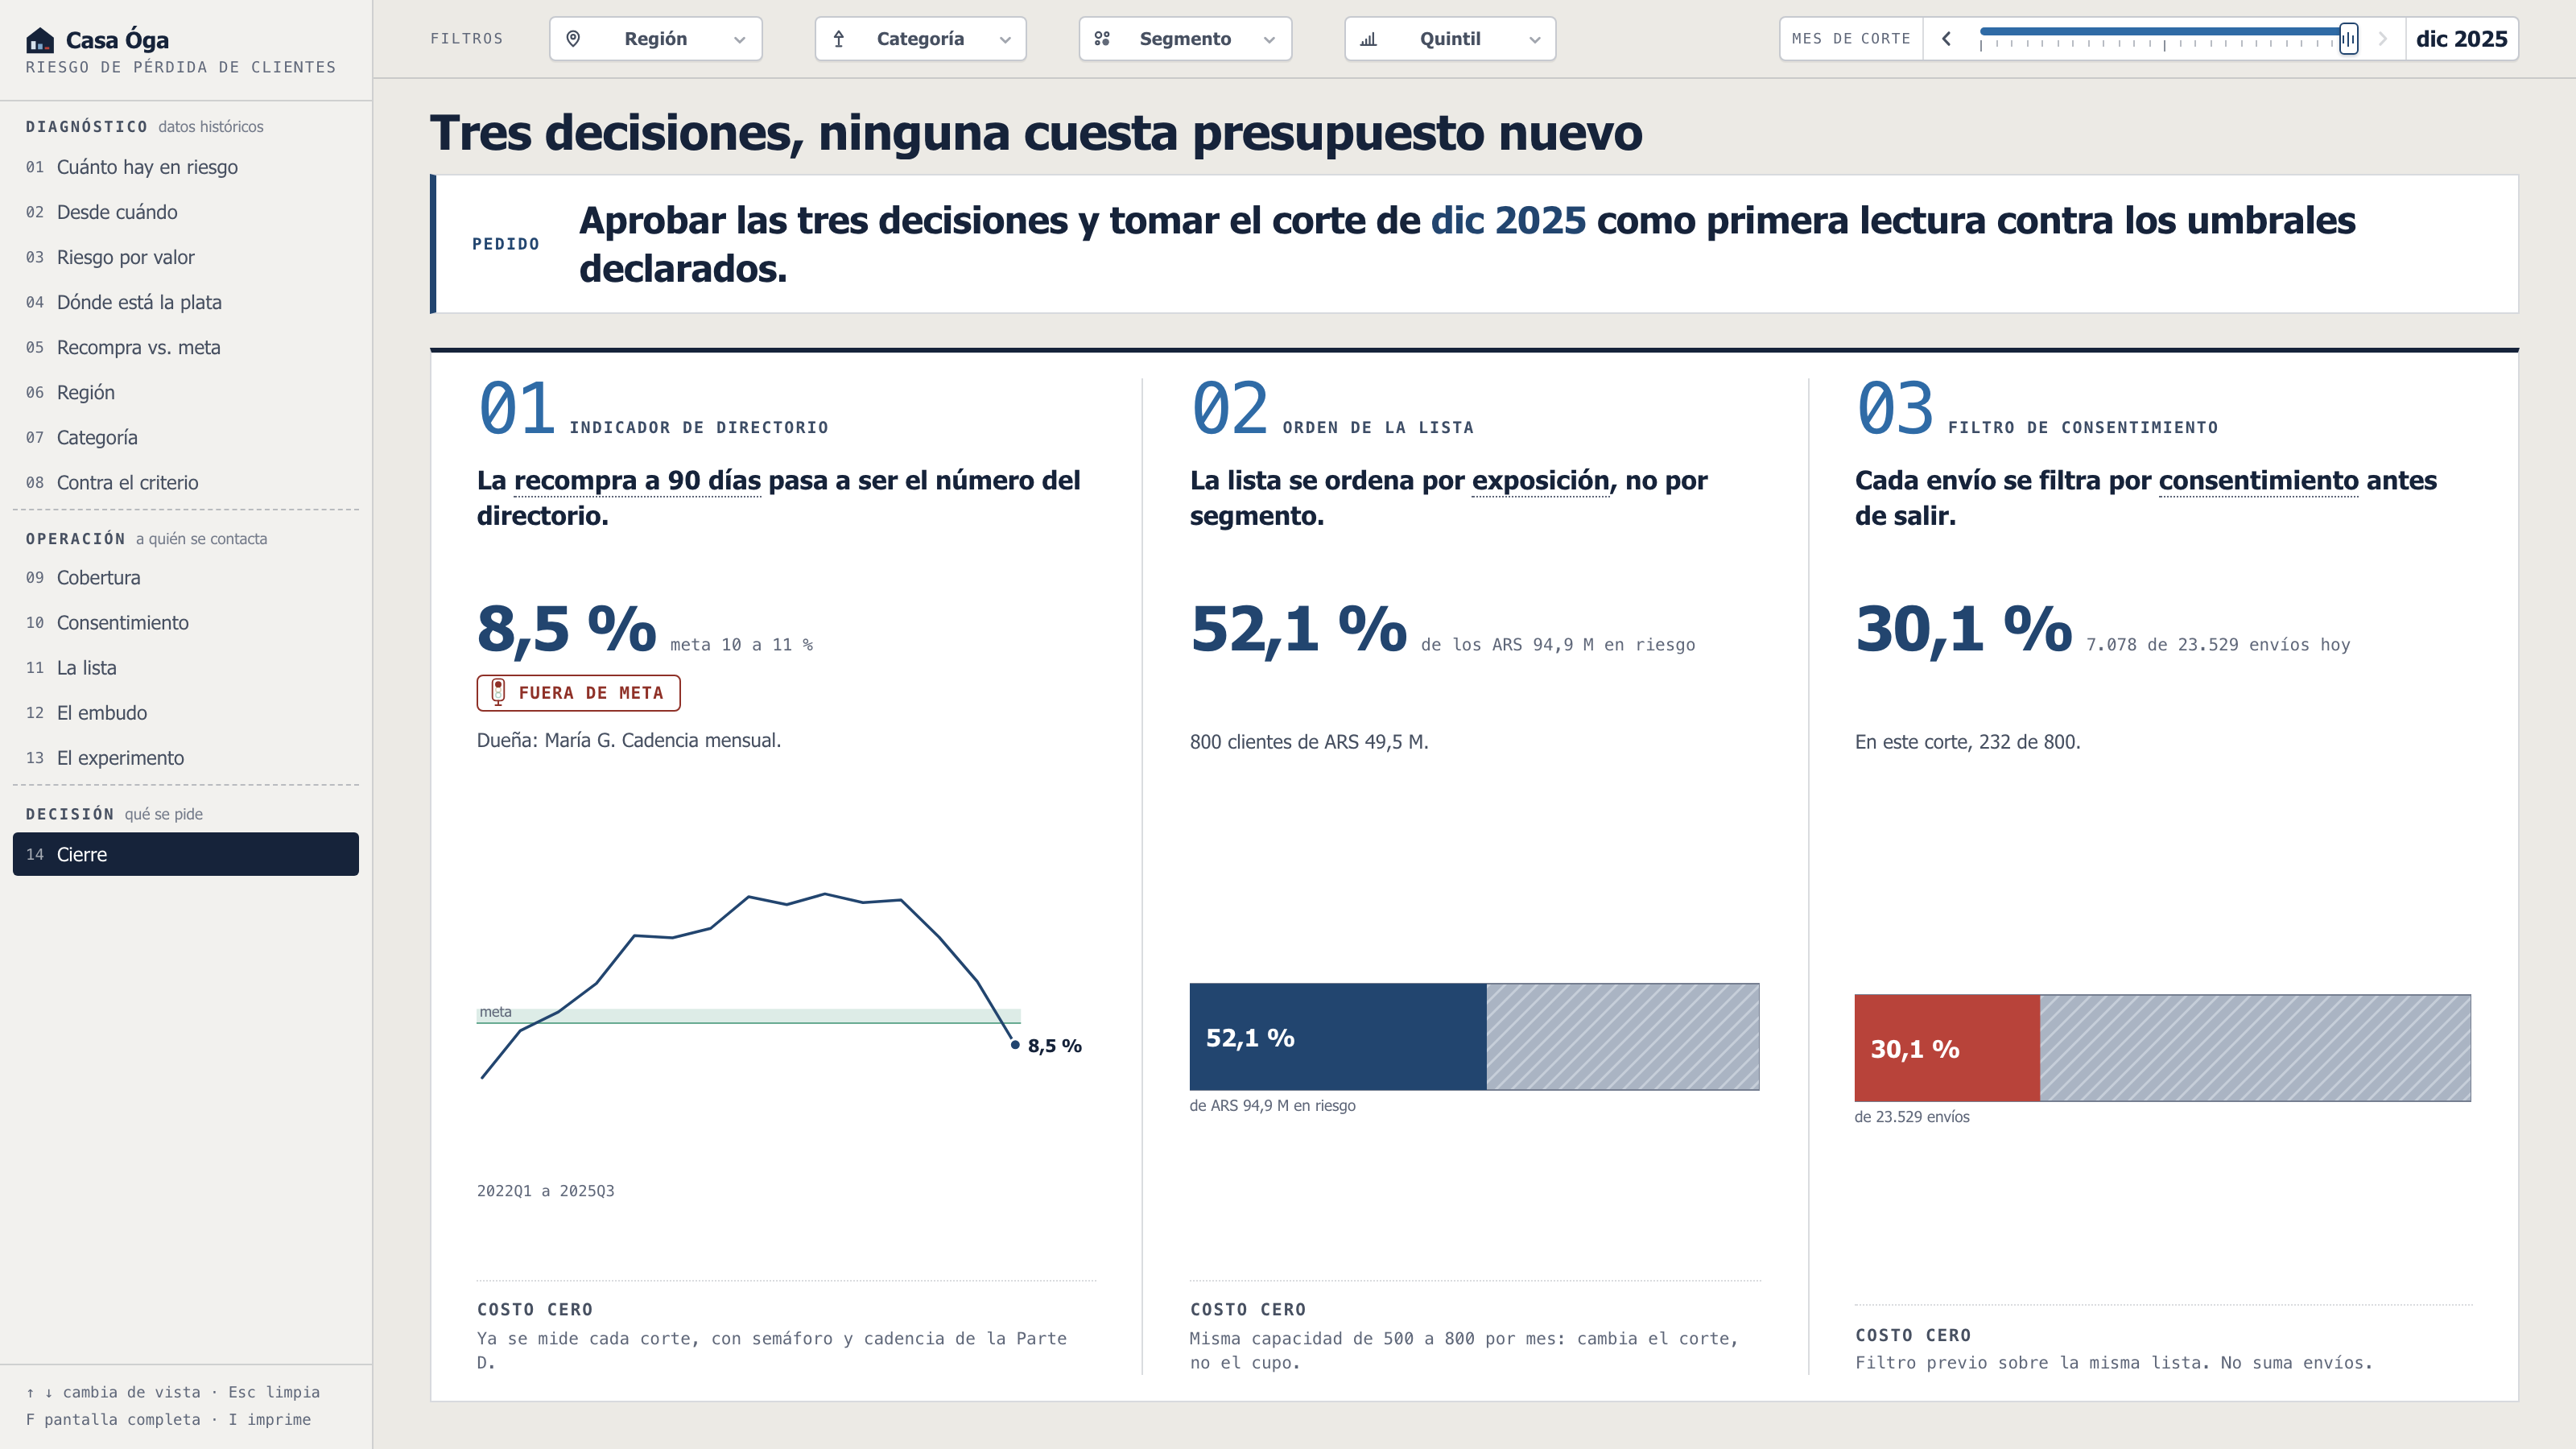 Casa Óga
RIESGO DE PÉRDIDA DE CLIENTES
DIAGNÓSTICO datos históricos
01 Cuánto hay en riesgo
02 Desde cuándo
03 Riesgo por valor
04 Dónde está la plata
05 Recompra vs. meta
06 Región
07 Categoría
08 Contra el criterio
OPERACIÓN a quién se contacta
09 Cobertura
10 Consentimiento
11 La lista
12 El embudo
13 El experimento
DECISIÓN qué se pide
14 Cierre
↑ ↓ cambia de vista · Esc limpia
F pantalla completa · I imprime
FILTROS
Región
Categoría
Segmento
Quintil
MES DE CORTE
dic 2025
Tres decisiones, ninguna cuesta presupuesto nuevo
PEDIDO
Aprobar las tres decisiones y tomar el corte de dic 2025 como primera lectura contra los umbrales
declarados.
01 INDICADOR DE DIRECTORIO
La recompra a 90 días pasa a ser el número del
directorio.
8,5 % meta 10 a 11 %
FUERA DE META
Dueña: María G. Cadencia mensual.
meta
8,5 %
2022Q1 a 2025Q3
COSTO CERO
Ya se mide cada corte, con semáforo y cadencia de la Parte
D.
02 ORDEN DE LA LISTA
La lista se ordena por exposición, no por
segmento.
52,1 % de los ARS 94,9 M en riesgo
800 clientes de ARS 49,5 M.
52,1 %
de ARS 94,9 M en riesgo
COSTO CERO
Misma capacidad de 500 a 800 por mes: cambia el corte,
no el cupo.
03 FILTRO DE CONSENTIMIENTO
Cada envío se filtra por consentimiento antes
de salir.
30,1 % 7.078 de 23.529 envíos hoy
En este corte, 232 de 800.
30,1 %
de 23.529 envíos
COSTO CERO
Filtro previo sobre la misma lista. No suma envíos.